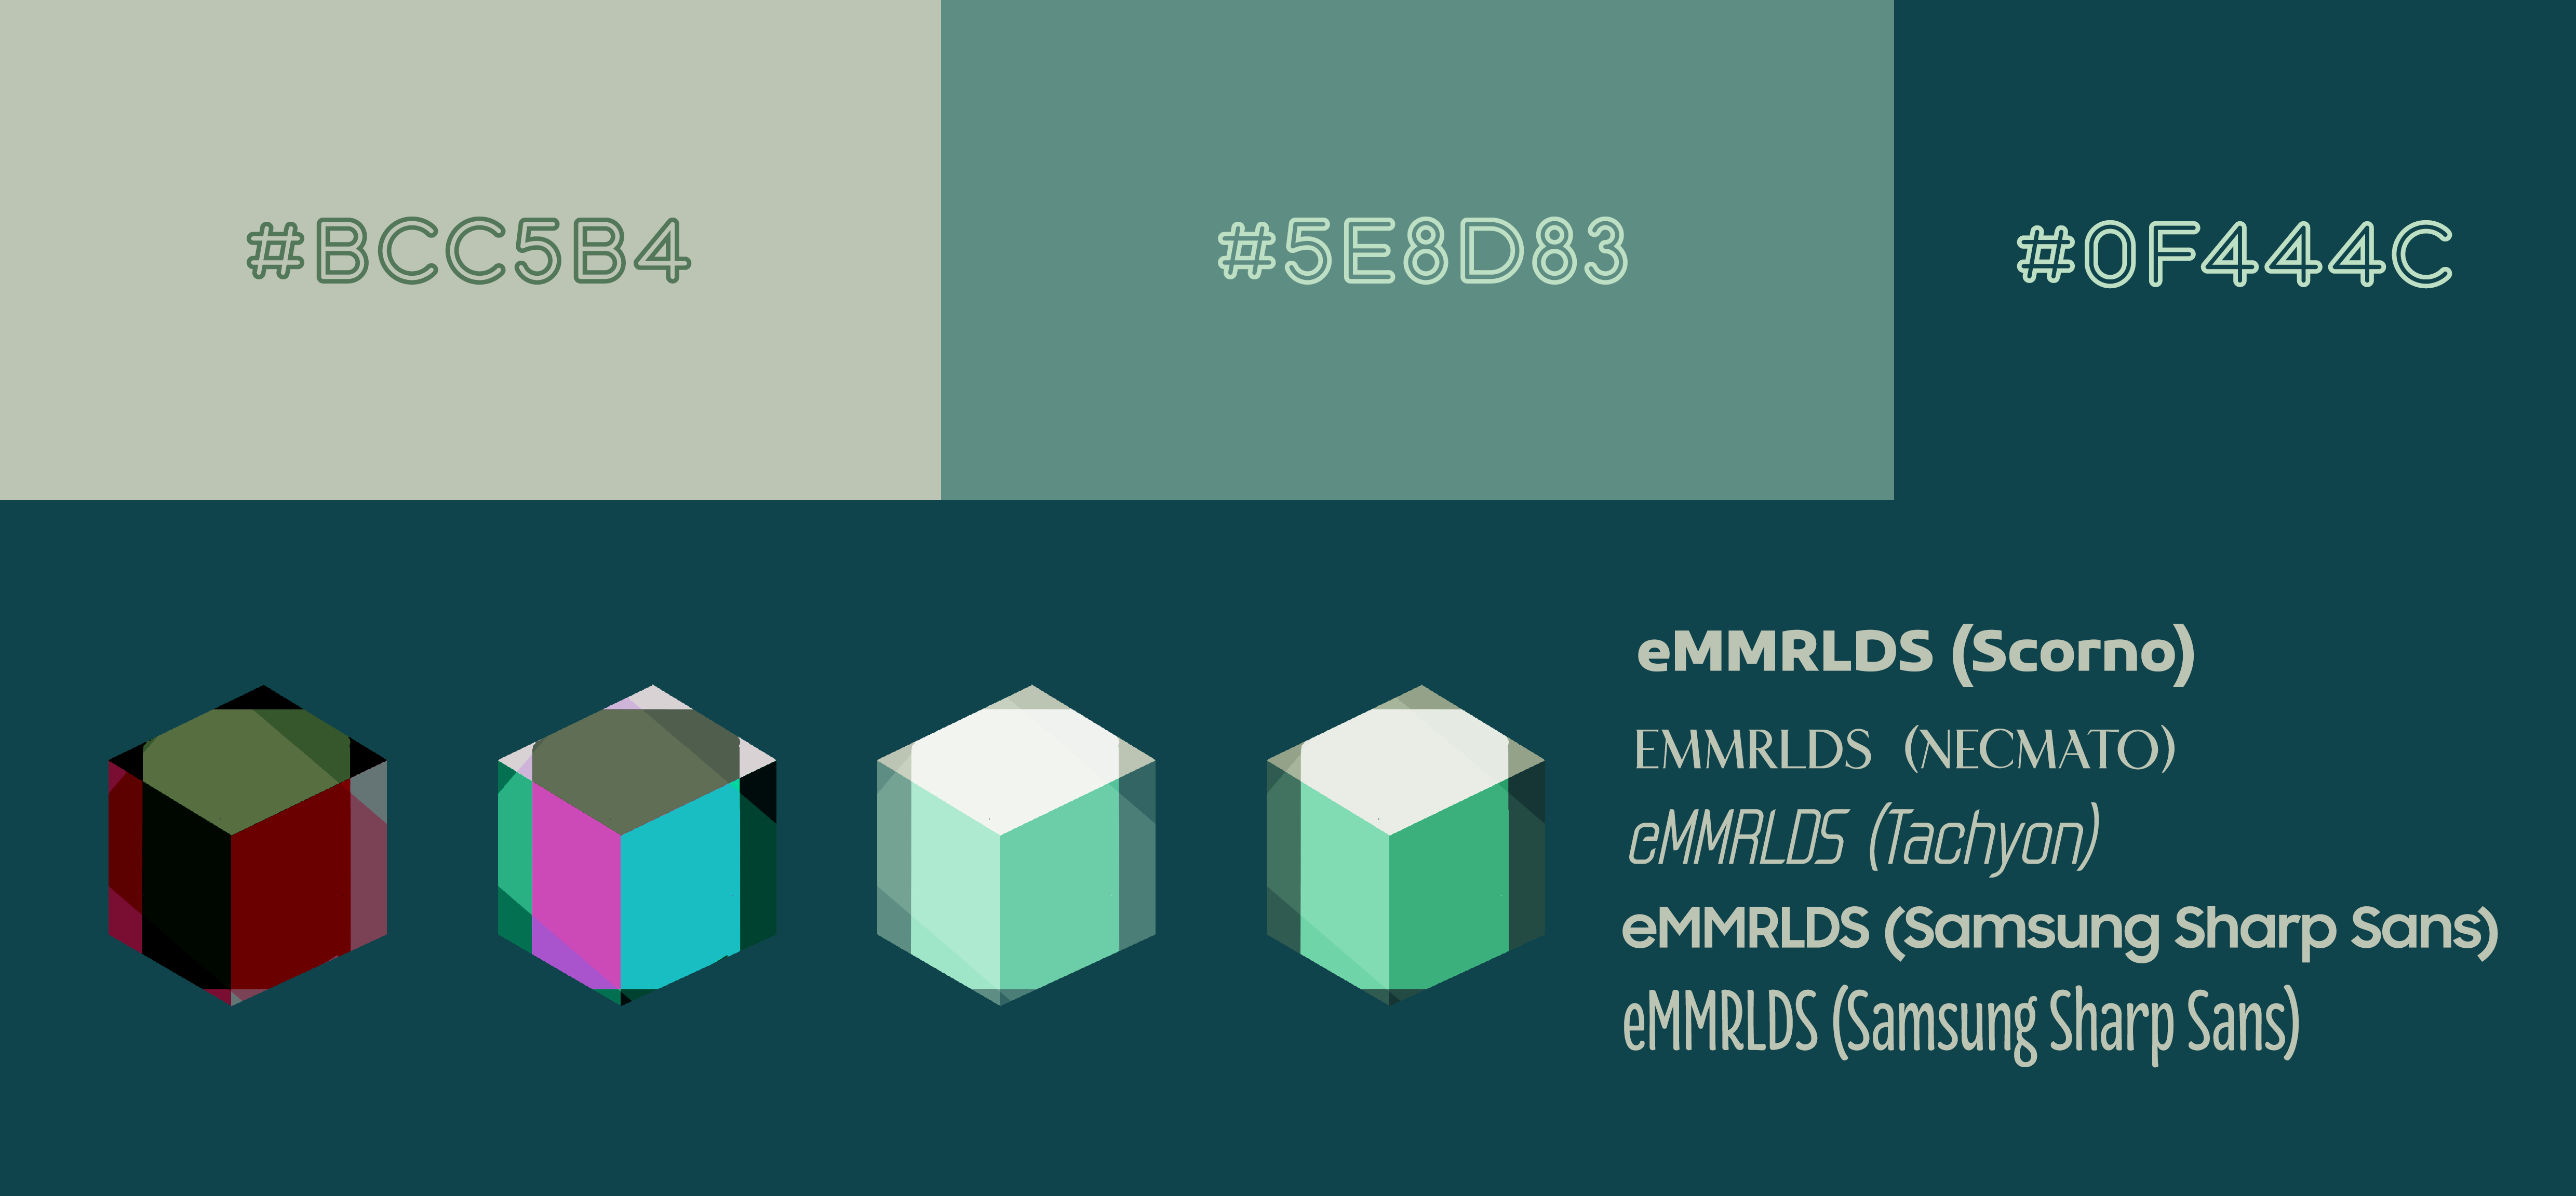 #BCC5B4
#5E8D83
#0F444C
eMMRLDS (Scorno)
EMMRLDS (NECMATO)
eMMRLDS (Tachyon)
eMMRLDS (Samsung Sharp Sans)
eMMRLDS (Samsung Sharp Sans)